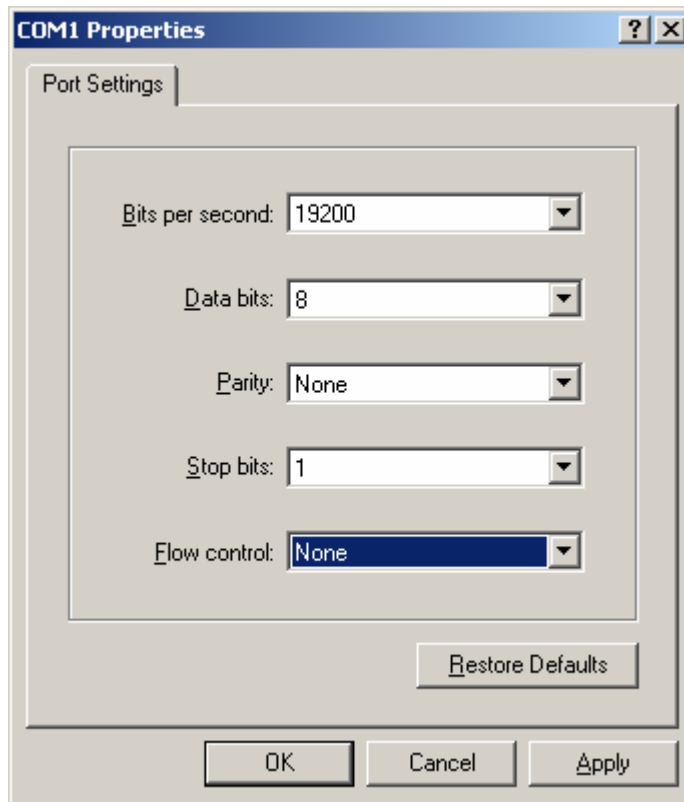 COM1 Properties
Port Settings
Bits per second: 19200
Data bits: 8
Parity: None
Stop bits: 1
Flow control: None
Restore Defaults
OK Cancel Apply